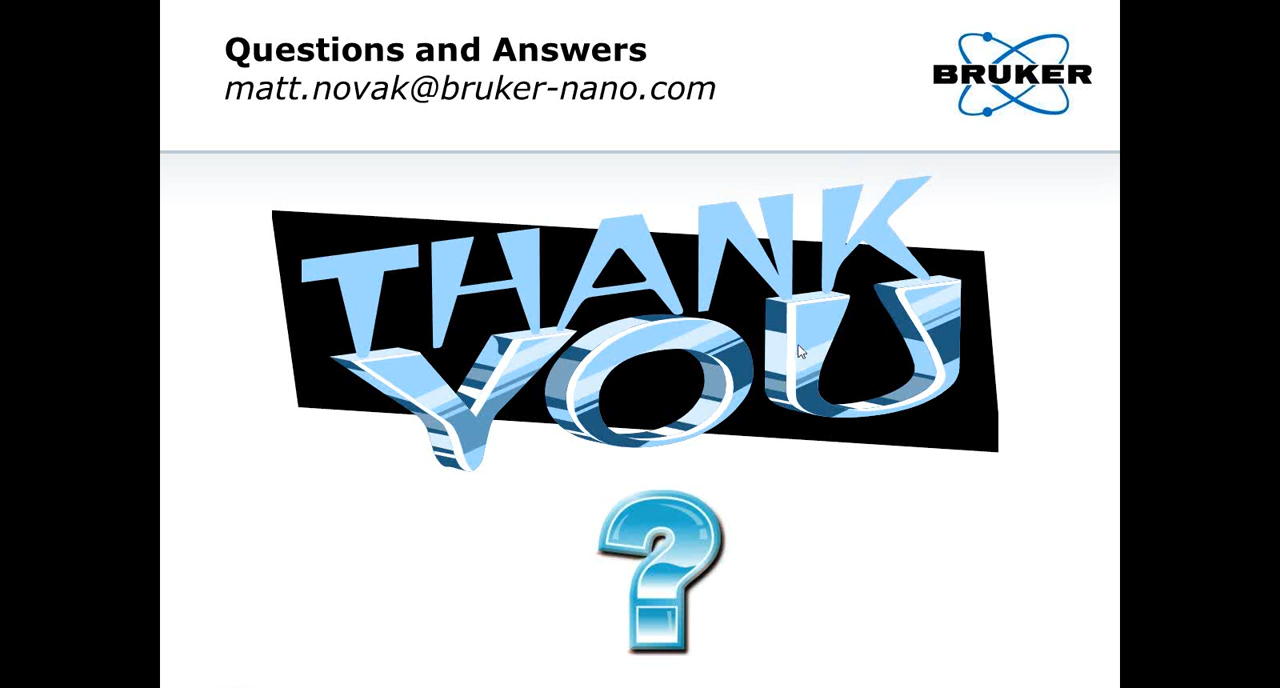 Questions and Answers
matt.novak@bruker-nano.com
BRUKER
THANK
YOU
?